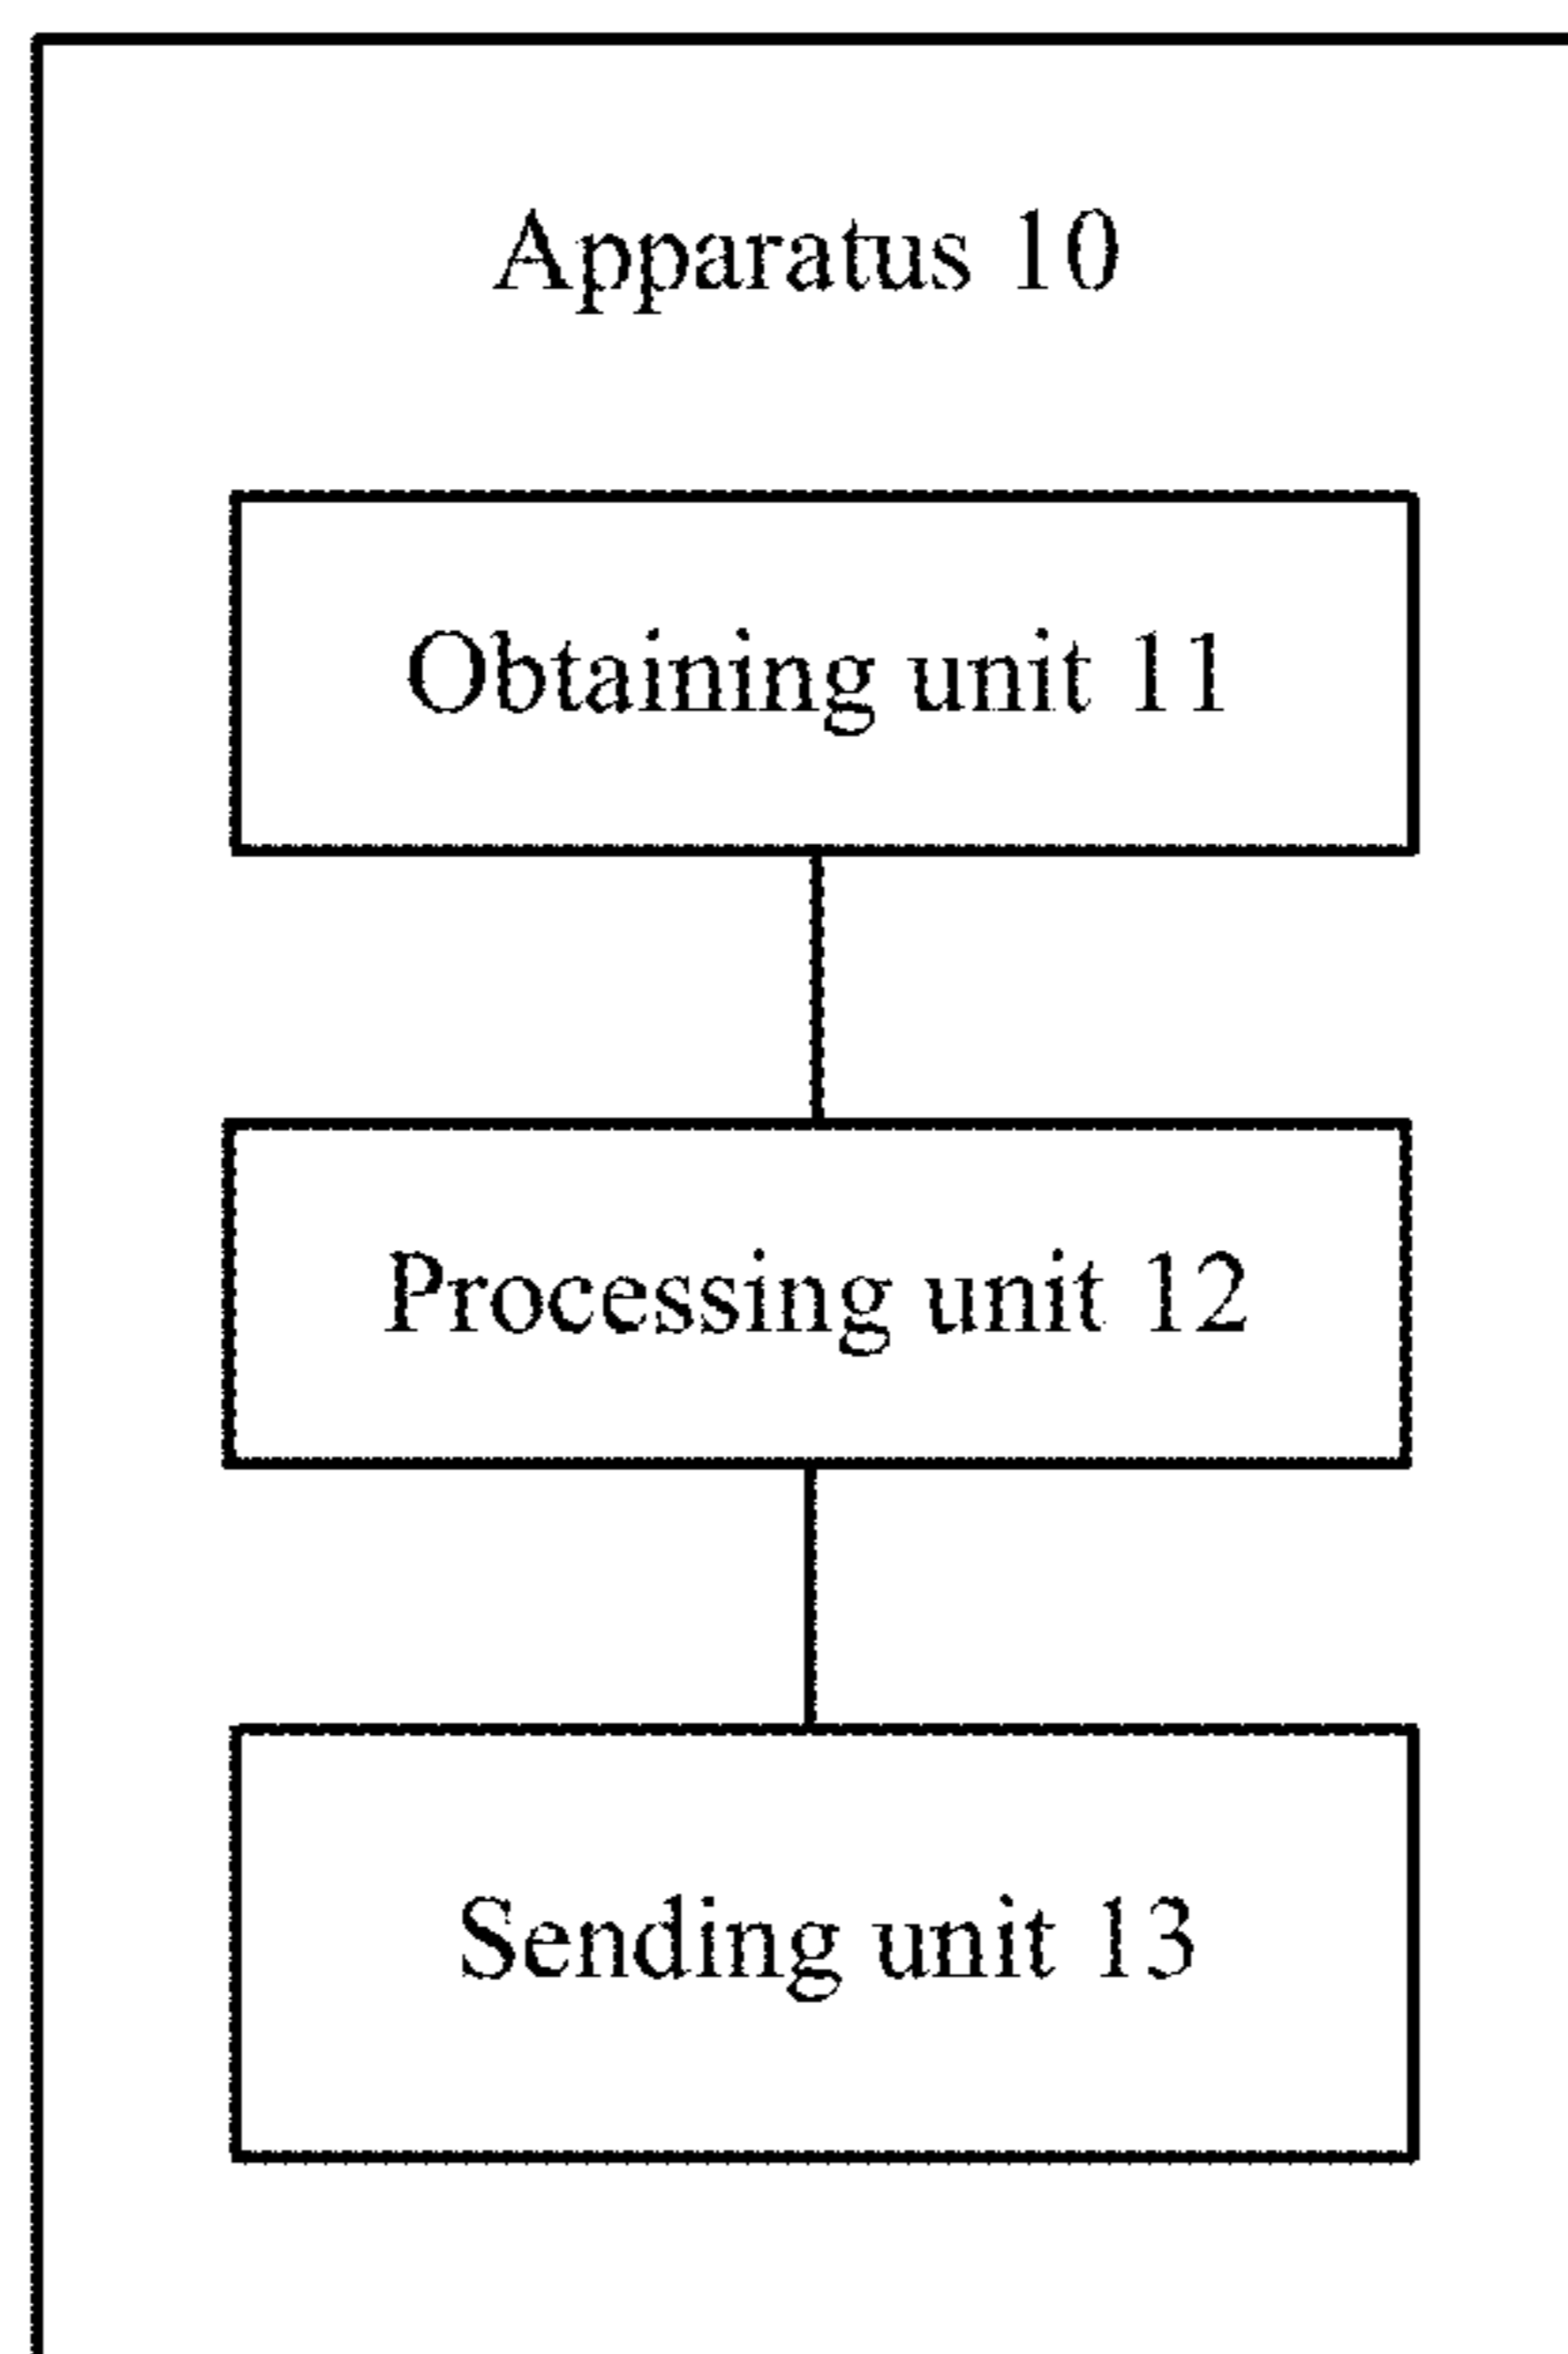 Apparatus 10
Obtaining unit 11
Processing unit 12
Sending unit 13